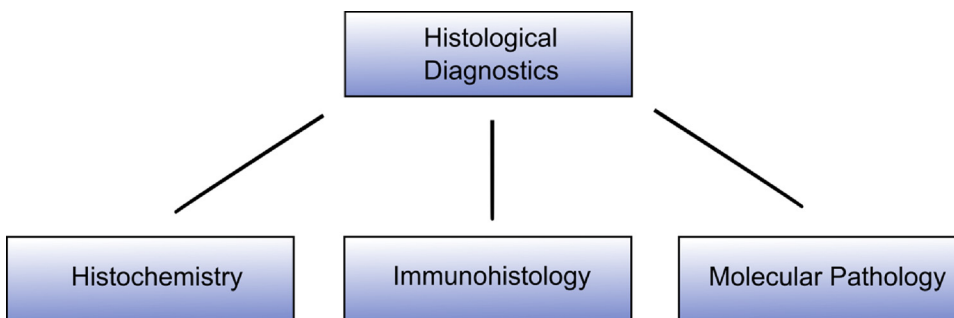 Histological
Diagnostics
Histochemistry
Immunohistology
Molecular Pathology